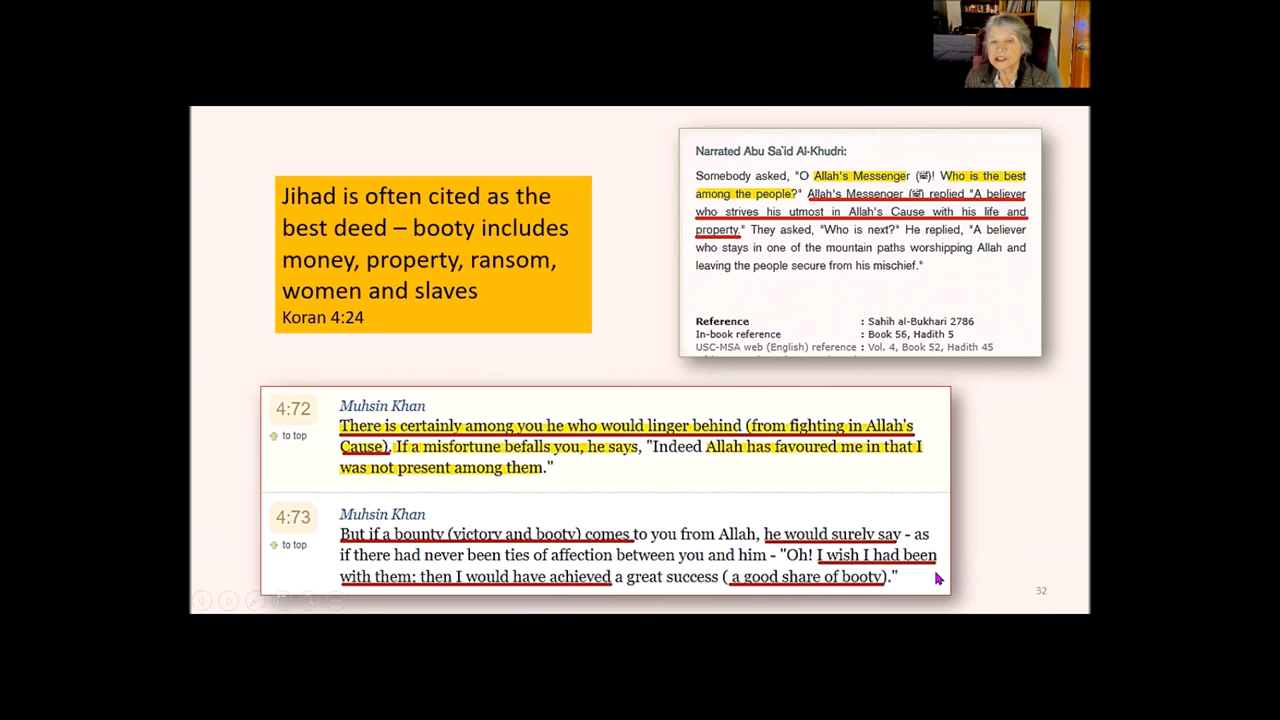 Jihad is often cited as the
best deed – booty includes
money, property, ransom,
women and slaves
Koran 4:24
Narrated Abu Sa`id Al-Khudri:
Somebody asked, "O Allah's Messenger (ﷺ)! Who is the best
among the people?" Allah's Messenger (ﷺ) replied "A believer
who strives his utmost in Allah's Cause with his life and
property." They asked, "Who is next?" He replied, "A believer
who stays in one of the mountain paths worshipping Allah and
leaving the people secure from his mischief."
Reference : Sahih al-Bukhari 2786
In-book reference : Book 56, Hadith 5
USC-MSA web (English) reference : Vol. 4, Book 52, Hadith 45
4:72
to top
Muhsin Khan
There is certainly among you he who would linger behind (from fighting in Allah's
Cause). If a misfortune befalls you, he says, "Indeed Allah has favoured me in that I
was not present among them."
4:73
to top
Muhsin Khan
But if a bounty (victory and booty) comes to you from Allah, he would surely say - as
if there had never been ties of affection between you and him - "Oh! I wish I had been
with them; then I would have achieved a great success ( a good share of booty)."
32